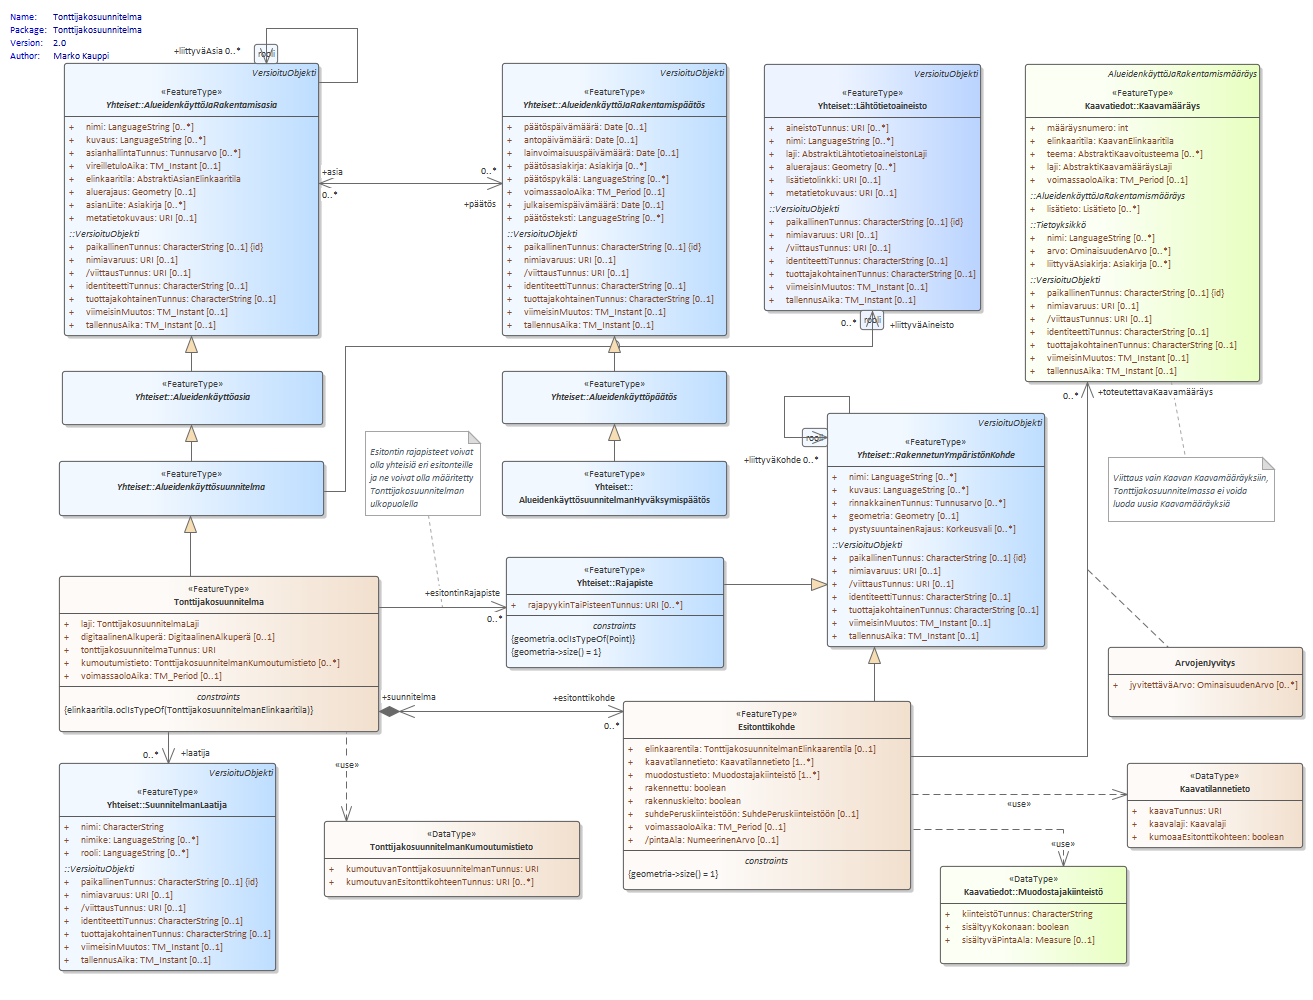 Name: Tonttijakosuunnitelma
Package: Tonttijakosuunnitelma
Version: 2.0
Author: Marko Kauppi
+liittyväAsia 0..*
rooli
VersioituObjekti
«FeatureType»
Yhteiset::AlueidenkäyttöJaRakentamisasia
+ nimi: LanguageString [0..*]
+ kuvaus: LanguageString [0..*]
+ asianhallintaTunnus: Tunnusarvo [0..*]
+ vireilletuloAika: TM_Instant [0..1]
+ elinkaaritila: AbstraktiAsianElinkaaritila
+ aluerajaus: Geometry [0..1]
+ asianLiite: Asiakirja [0..*]
+ metatietokuvaus: URI [0..1]
::VersioituObjekti
+ paikallinenTunnus: CharacterString [0..1] {id}
+ nimiavaruus: URI [0..1]
+ /viittausTunnus: URI [0..1]
+ identiteettiTunnus: CharacterString [0..1]
+ tuottajakohtainenTunnus: CharacterString [0..1]
+ viimeisinMuutos: TM_Instant [0..1]
+ tallennusAika: TM_Instant [0..1]
+asia
0..*
0..*
+päätös
VersioituObjekti
«FeatureType»
Yhteiset::AlueidenkäyttöJaRakentamispäätös
+ päätöspäivämäärä: Date [0..1]
+ antopäivämäärä: Date [0..1]
+ lainvoimaisuuspäivämäärä: Date [0..1]
+ päätösasiakirja: Asiakirja [0..*]
+ päätöspykälä: LanguageString [0..*]
+ voimassaoloAika: TM_Period [0..1]
+ julkaisemispäivämäärä: Date [0..1]
+ päätösteksti: LanguageString [0..*]
::VersioituObjekti
+ paikallinenTunnus: CharacterString [0..1] {id}
+ nimiavaruus: URI [0..1]
+ /viittausTunnus: URI [0..1]
+ identiteettiTunnus: CharacterString [0..1]
+ tuottajakohtainenTunnus: CharacterString [0..1]
+ viimeisinMuutos: TM_Instant [0..1]
+ tallennusAika: TM_Instant [0..1]
VersioituObjekti
«FeatureType»
Yhteiset::Lähtötietoaineisto
+ aineistoTunnus: URI [0..*]
+ nimi: LanguageString [0..*]
+ laji: AbstraktiLähtotietoaineistonLaji
+ aluerajaus: Geometry [0..*]
+ lisätietolinkki: URI [0..1]
+ metatietokuvaus: URI [0..1]
::VersioituObjekti
+ paikallinenTunnus: CharacterString [0..1] {id}
+ nimiavaruus: URI [0..1]
+ /viittausTunnus: URI [0..1]
+ identiteettiTunnus: CharacterString [0..1]
+ tuottajakohtainenTunnus: CharacterString [0..1]
+ viimeisinMuutos: TM_Instant [0..1]
+ tallennusAika: TM_Instant [0..1]
0..*
rooli
+liittyväAineisto
AlueidenkäyttöJaRakentamismääräys
«FeatureType»
Kaavatiedot::Kaavamääräys
+ määräysnumero: int
+ elinkaaritila: KaavanElinkaaritila
+ teema: AbstraktiKaavoitusteema [0..*]
+ laji: AbstraktiKaavamääräysLaji
+ voimassaoloAika: TM_Period [0..1]
::AlueidenkäyttöJaRakentamismääräys
+ lisätieto: Lisätieto [0..*]
::Tietoyksikkö
+ nimi: LanguageString [0..*]
+ arvo: OminaisuudenArvo [0..*]
+ liittyväAsiakirja: Asiakirja [0..*]
::VersioituObjekti
+ paikallinenTunnus: CharacterString [0..1] {id}
+ nimiavaruus: URI [0..1]
+ /viittausTunnus: URI [0..1]
+ identiteettiTunnus: CharacterString [0..1]
+ tuottajakohtainenTunnus: CharacterString [0..1]
+ viimeisinMuutos: TM_Instant [0..1]
+ tallennusAika: TM_Instant [0..1]
0..*
+toteutettavaKaavamääräys
«FeatureType»
Yhteiset::Alueidenkäyttöasia
«FeatureType»
Yhteiset::Alueidenkäyttöpäätös
«FeatureType»
Yhteiset::Alueidenkäyttösuunnitelma
Esitontin rajapisteet voivat
olla yhteisiä eri esitonteille
ja ne voivat olla määritetty
Tonttijakosuunnitelman
ulkopuolella
«FeatureType»
Yhteiset::
AlueidenkäyttösuunnitelmanHyväksymispäätös
rooli
+liittyväKohde 0..*
VersioituObjekti
«FeatureType»
Yhteiset::RakennetunYmpäristönKohde
+ nimi: LanguageString [0..*]
+ kuvaus: LanguageString [0..*]
+ rinnakkainenTunnus: Tunnusarvo [0..*]
+ geometria: Geometry [0..1]
+ pystysuuntainenRajaus: Korkeusvali [0..*]
::VersioituObjekti
+ paikallinenTunnus: CharacterString [0..1] {id}
+ nimiavaruus: URI [0..1]
+ /viittausTunnus: URI [0..1]
+ identiteettiTunnus: CharacterString [0..1]
+ tuottajakohtainenTunnus: CharacterString [0..1]
+ viimeisinMuutos: TM_Instant [0..1]
+ tallennusAika: TM_Instant [0..1]
Viittaus vain Kaavan Kaavamääräyksiin,
Tonttijakosuunnitelmassa ei voida
luoda uusia Kaavamääräyksiä
«FeatureType»
Tonttijakosuunnitelma
+ laji: TonttijakosuunnitelmaLaji
+ digitaalinenAlkuperä: DigitaalinenAlkuperä [0..1]
+ tonttijakosuunnitelmaTunnus: URI
+ kumoutumistieto: TonttijakosuunnitelmanKumoutumistieto [0..*]
+ voimassaoloAika: TM_Period [0..1]
constraints
{elinkaaritila.oclIsTypeOf(TonttijakosuunnitelmanElinkaaritila)}
+esitontinRajapiste
0..*
«FeatureType»
Yhteiset::Rajapiste
+ rajapyykinTaiPisteenTunnus: URI [0..*]
constraints
{geometria.oclIsTypeOf(Point)}
{geometria->size() = 1}
ArvojenJyvitys
+ jyvitettäväArvo: OminaisuudenArvo [0..*]
+suunnitelma
+esitonttikohde
0..*
«FeatureType»
Esitonttikohde
+ elinkaarentila: TonttijakosuunnitelmanElinkaarentila [0..1]
+ kaavatilannetieto: Kaavatilannetieto [1..*]
+ muodostustieto: Muodostajakiinteistö [1..*]
+ rakennettu: boolean
+ rakennuskielto: boolean
+ suhdePeruskiinteistöön: SuhdePeruskiinteistöön [0..1]
+ voimassaoloAika: TM_Period [0..1]
+ /pintaAla: NumeerinenArvo [0..1]
constraints
{geometria->size() = 1}
0..*
+laatija
«use»
VersioituObjekti
«FeatureType»
Yhteiset::SuunnitelmanLaatija
+ nimi: CharacterString
+ nimike: LanguageString [0..*]
+ rooli: LanguageString [0..*]
::VersioituObjekti
+ paikallinenTunnus: CharacterString [0..1] {id}
+ nimiavaruus: URI [0..1]
+ /viittausTunnus: URI [0..1]
+ identiteettiTunnus: CharacterString [0..1]
+ tuottajakohtainenTunnus: CharacterString [0..1]
+ viimeisinMuutos: TM_Instant [0..1]
+ tallennusAika: TM_Instant [0..1]
«DataType»
TonttijakosuunnitelmanKumoutumistieto
+ kumoutuvanTonttijakosuunnitelmanTunnus: URI
+ kumoutuvanEsitonttikohteenTunnus: URI [0..*]
«use»
«DataType»
Kaavatilannetieto
+ kaavaTunnus: URI
+ kaavalaji: Kaavalaji
+ kumoaaEsitonttikohteen: boolean
«use»
«DataType»
Kaavatiedot::Muodostajakiinteistö
+ kiinteistöTunnus: CharacterString
+ sisältyyKokonaan: boolean
+ sisältyväPintaAla: Measure [0..1]